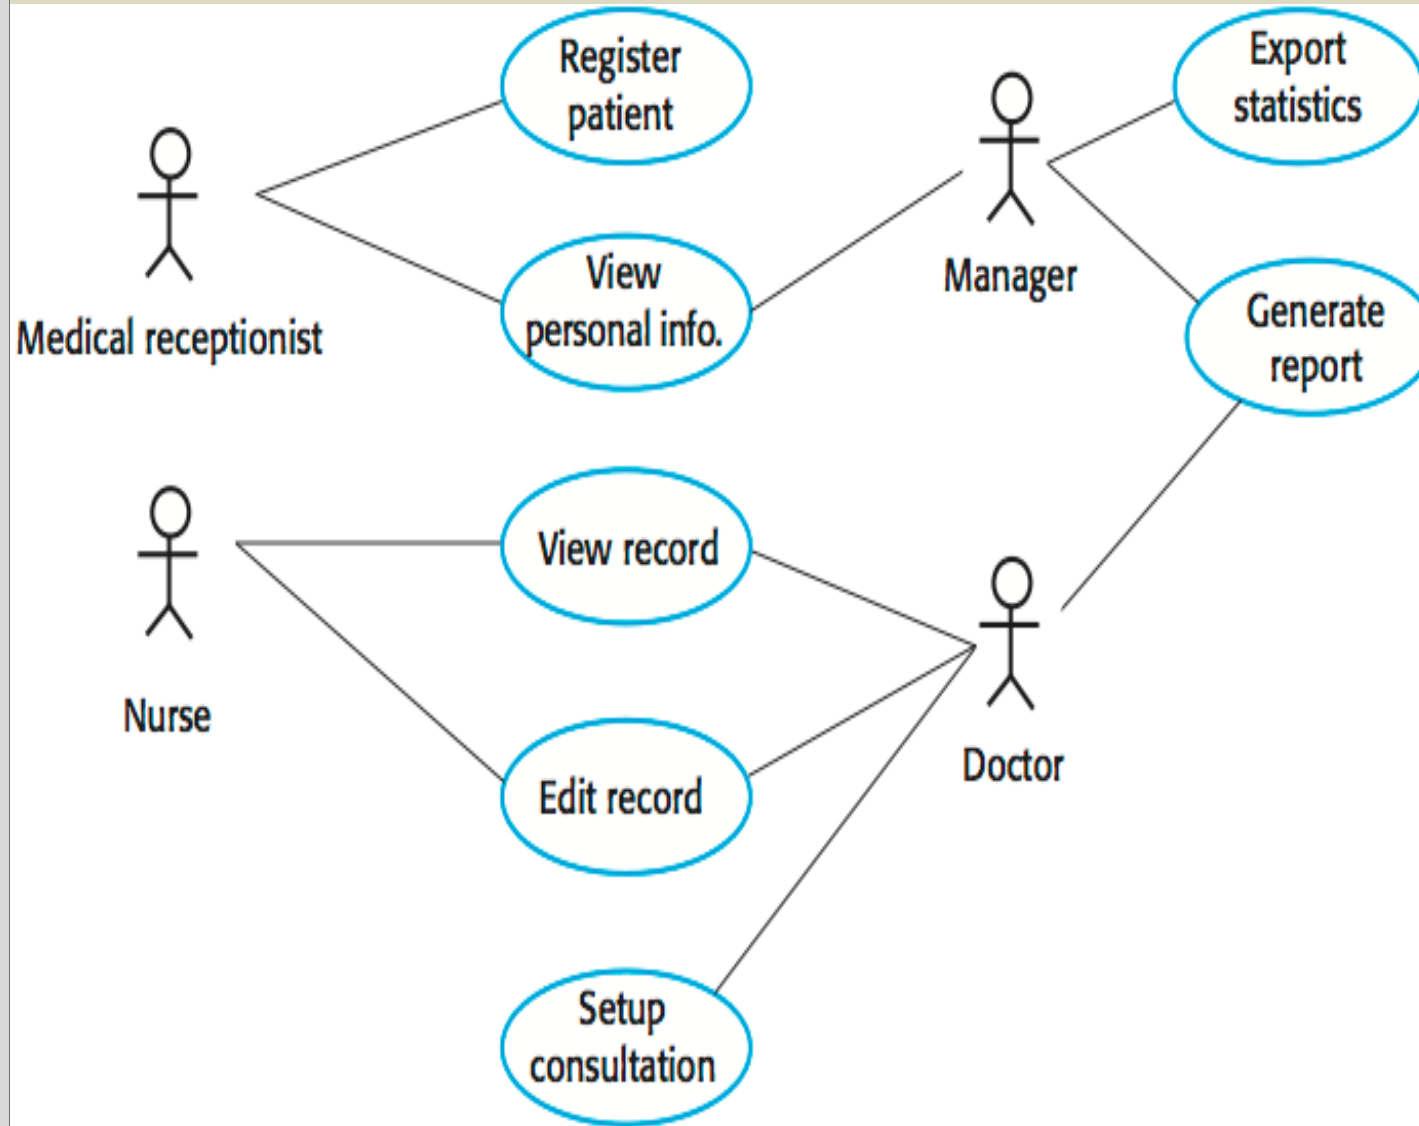 Register
patient
Export
statistics
View
personal info.
Manager
Medical receptionist
Generate
report
View record
Nurse
Edit record
Doctor
Setup
consultation